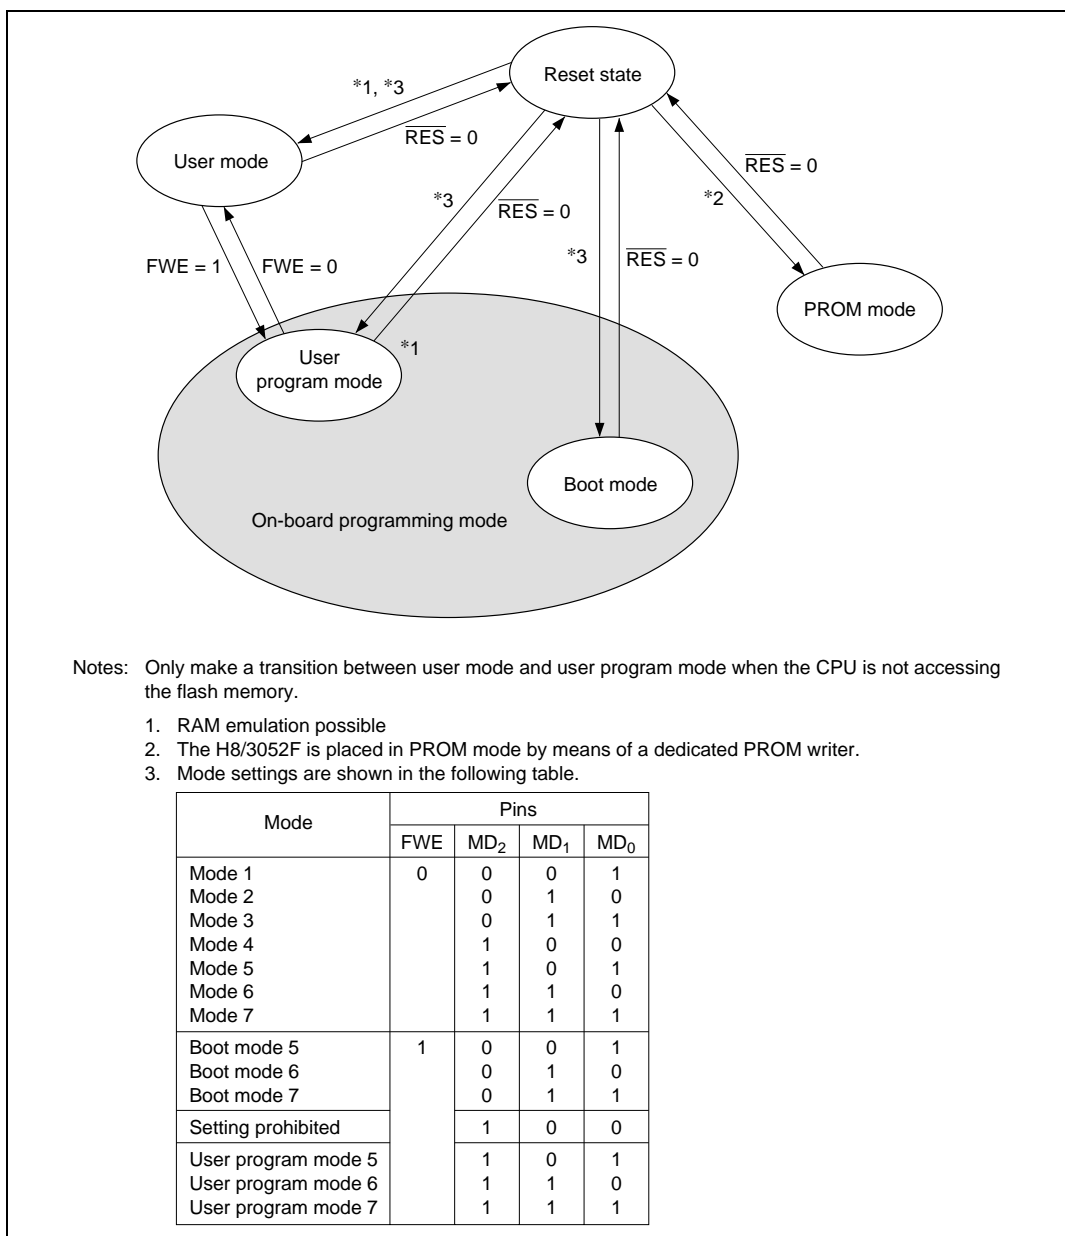 Reset state
*1, *3
RES = 0
User mode
RES = 0
*3
RES = 0
*2
*3
RES = 0
FWE = 1
FWE = 0
PROM mode
*1
User
program mode
Boot mode
On-board programming mode
Notes: Only make a transition between user mode and user program mode when the CPU is not accessing
the flash memory.
1. RAM emulation possible
2. The H8/3052F is placed in PROM mode by means of a dedicated PROM writer.
3. Mode settings are shown in the following table.
Mode Pins
FWE MD2 MD1 MD0
Mode 1 0 0 0 1
Mode 2 0 1 0
Mode 3 0 1 1
Mode 4 1 0 0
Mode 5 1 0 1
Mode 6 1 1 0
Mode 7 1 1 1
Boot mode 5 1 0 0 1
Boot mode 6 0 1 0
Boot mode 7 0 1 1
Setting prohibited 1 0 0
User program mode 5 1 0 1
User program mode 6 1 1 0
User program mode 7 1 1 1